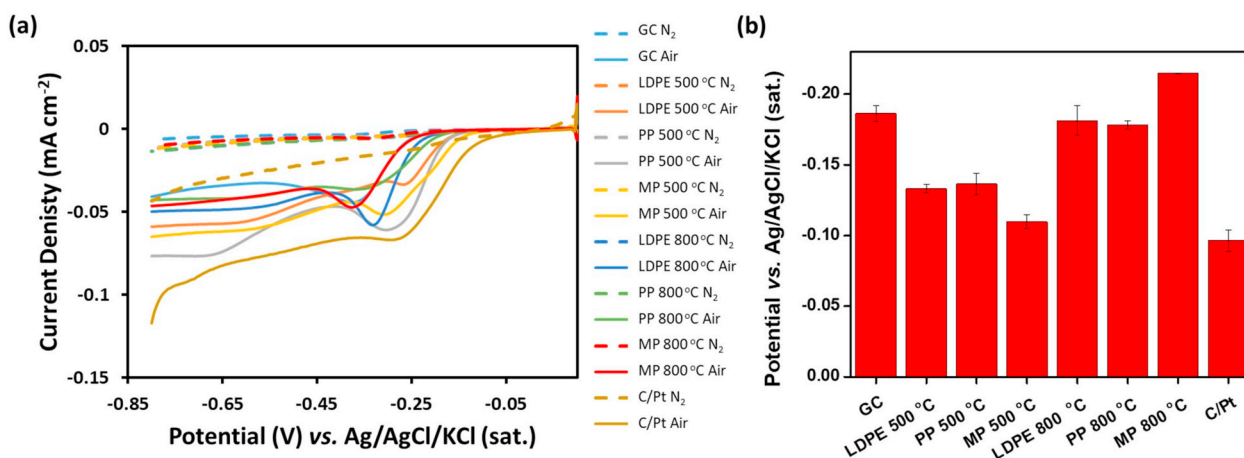 (a)
0.05
0
-0.05
-0.1
-0.15
-0.85
-0.65
-0.45
-0.25
-0.05
Current Denisty (mA cm⁻²)
Potential (V) vs. Ag/AgCl/KCl (sat.)
GC N₂
GC Air
LDPE 500 °C N₂
LDPE 500 °C Air
PP 500 °C N₂
PP 500 °C Air
MP 500 °C N₂
MP 500 °C Air
LDPE 800 °C N₂
LDPE 800°C Air
PP 800°C N₂
PP 800°C Air
MP 800 °C N₂
MP 800 °C Air
C/Pt N₂
C/Pt Air
(b)
Potential vs. Ag/AgCl/KCl (sat.)
-0.20
-0.15
-0.10
-0.05
0.00
GC
LDPE 500 °C
PP 500 °C
MP 500 °C
LDPE 800 °C
PP 800 °C
MP 800 °C
C/Pt